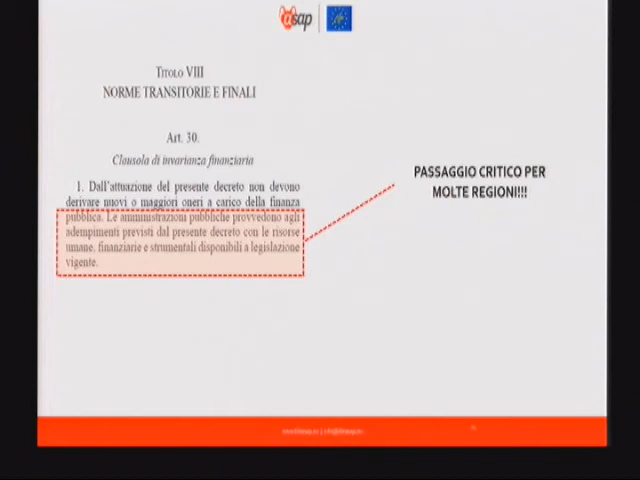 asap
TITOLO VIII
NORME TRANSITORIE E FINALI
Art. 30.
Clausola di invarianza finanziaria
1. Dall'attuazione del presente decreto non devono
derivare nuovi o maggiori oneri a carico della finanza
pubblica. Le amministrazioni pubbliche provvedono agli
adempimenti previsti dal presente decreto con le risorse
umane, finanziarie e strumentali disponibili a legislazione
vigente.
PASSAGGIO CRITICO PER
MOLTE REGIONI!!!